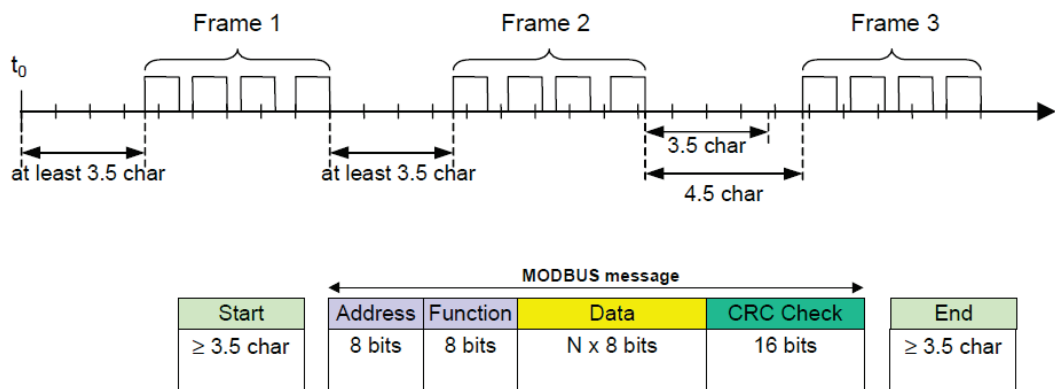 Frame 1 Frame 2 Frame 3
t0
3.5 char
at least 3.5 char at least 3.5 char
4.5 char
MODBUS message
Start Address Function Data CRC Check End
≥ 3.5 char 8 bits 8 bits N x 8 bits 16 bits ≥ 3.5 char